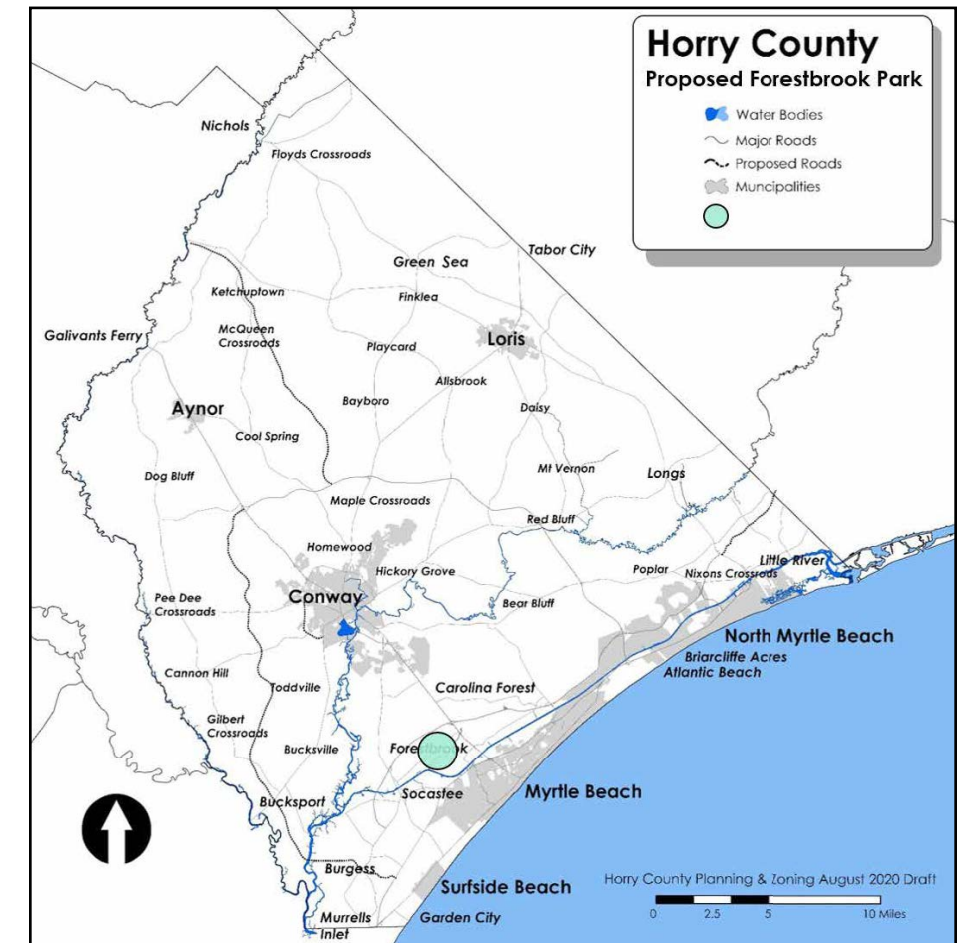 Horry County
Proposed Forestbrook Park
Water Bodies
Major Roads
Proposed Roads
Muncipalities
Nichols
Floyds Crossroads
Tabor City
Green Sea
Ketchuptown
Finklea
Galivants Ferry
McQueen
Crossroads
Loris
Playcard
Allsbrook
Aynor
Bayboro
Daisy
Cool Spring
Dog Bluff
Mt Vernon
Longs
Maple Crossroads
Red Bluff
Homewood
Little River
Hickory Grove
Poplar
Nixons Crossroads
Conway
Pee Dee
Crossroads
Bear Bluff
North Myrtle Beach
Briarcliffe Acres
Atlantic Beach
Cannon Hill
Toddville
Carolina Forest
Gilbert
Crossroads
Bucksville
Forestbrook
Bucksport
Socastee
Myrtle Beach
Burgess
Surfside Beach
Horry County Planning & Zoning August 2020 Draft
0 2.5 5 10 Miles
Murrells
Inlet
Garden City